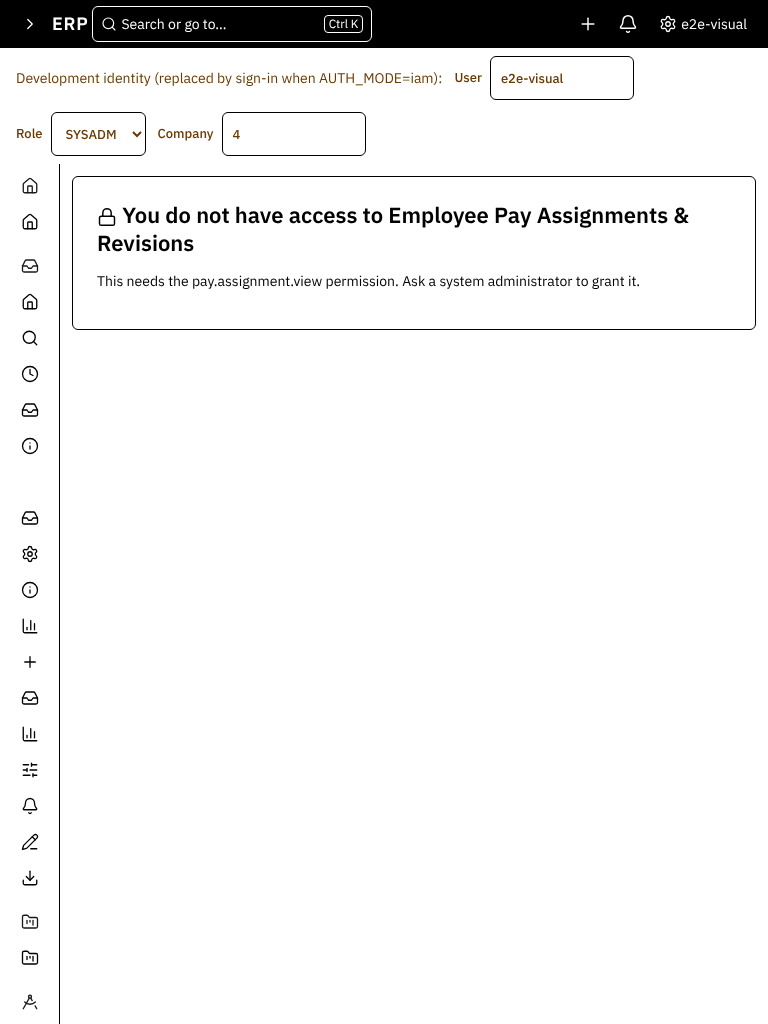 ERP
Search or go to...
Ctrl K
e2e-visual
Development identity (replaced by sign-in when AUTH_MODE=iam):
User
e2e-visual
Role
SYSADM
Company
4
You do not have access to Employee Pay Assignments &
Revisions
This needs the pay.assignment.view permission. Ask a system administrator to grant it.